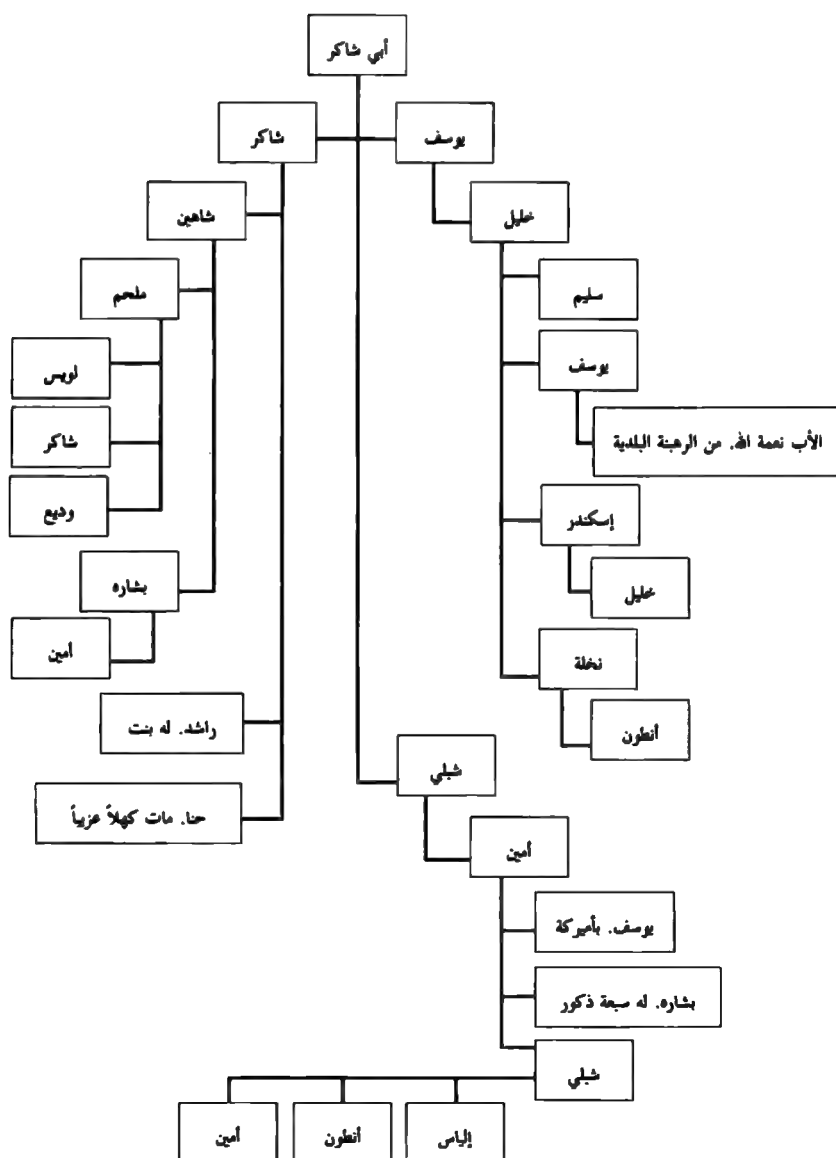 أبي شاكر
يوسف
شاكر
خليل
شاهين
سليم
ملحم
يوسف
لويس
الأب نعمة الله. من الرهبنة البلدية
شاكر
وديع
إسكندر
خليل
بشاره
أمين
نخلة
أنطون
راشد. له بنت
شبلي
حنا. مات كهلاً عزيباً
أمين
يوسف. بأميركة
بشاره. له سبعة ذكور
شبلي
إلياس
أنطون
أمين